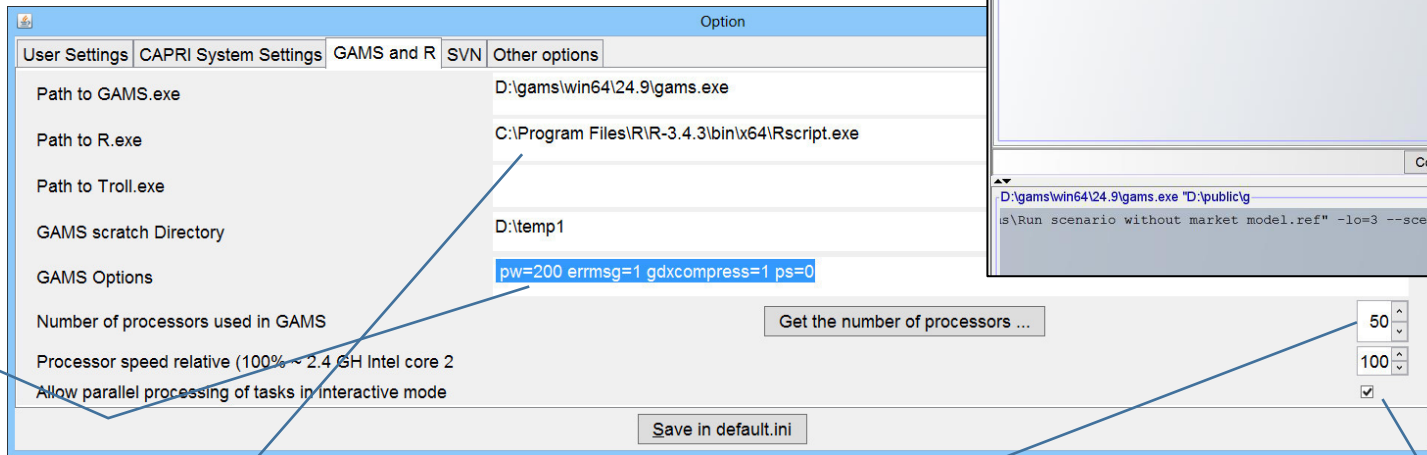 Option
User Settings CAPRI System Settings GAMS and R SVN Other options
Path to GAMS.exe D:\gams\win64\24.9\gams.exe
Path to R.exe C:\Program Files\R\R-3.4.3\bin\x64\Rscript.exe
Path to Troll.exe
GAMS scratch Directory D:\temp1
GAMS Options pw=200 errmsg=1 gdxcompress=1 ps=0
Number of processors used in GAMS Get the number of processors ... 50
Processor speed relative (100% ~ 2.4 GH Intel core 2 100
Allow parallel processing of tasks in interactive mode
Save in default.ini
Co
D:\gams\win64\24.9\gams.exe "D:\public\g
s\Run scenario without market model.ref" -lo=3 --sce